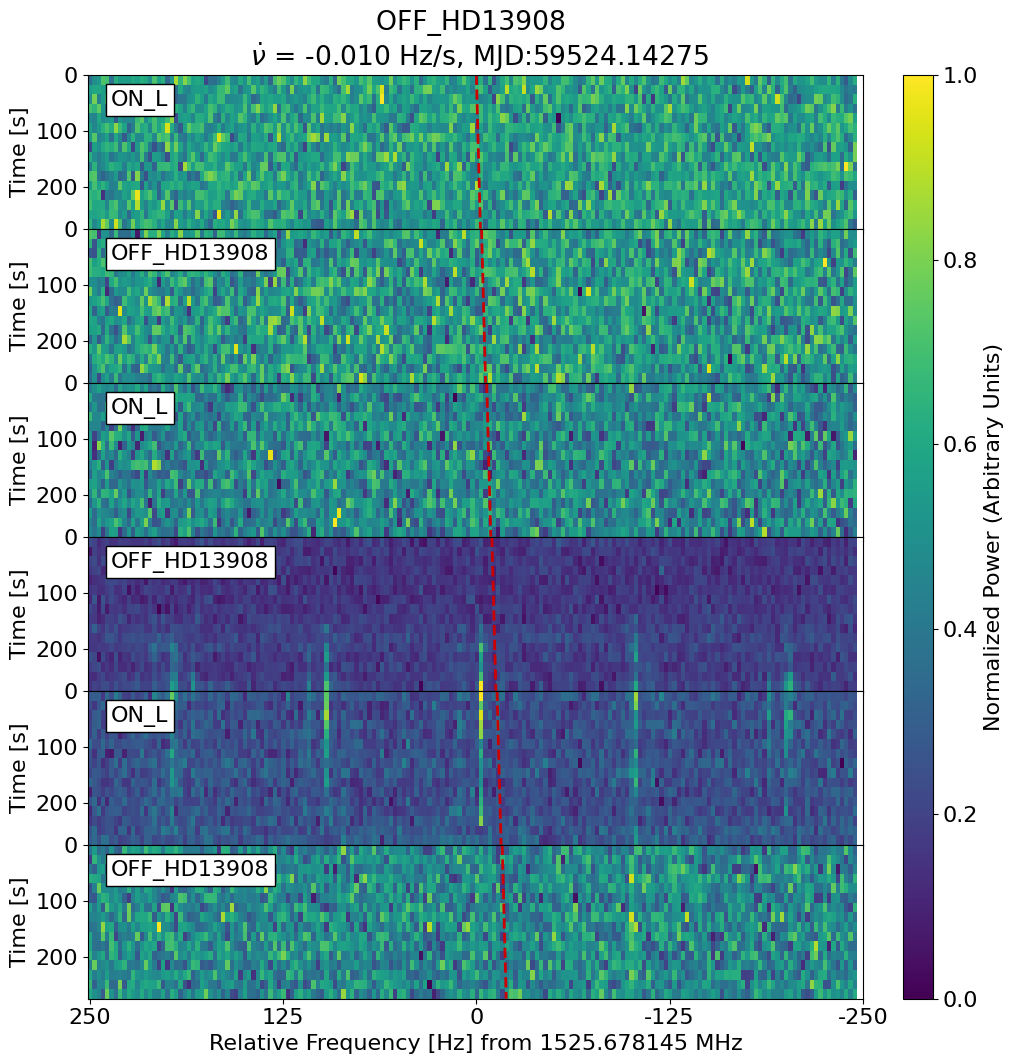 OFF_HD13908
ν̇ = -0.010 Hz/s, MJD:59524.14275
ON_L
Time [s]
0
100
200
OFF_HD13908
Time [s]
0
100
200
ON_L
Time [s]
0
100
200
OFF_HD13908
Time [s]
0
100
200
ON_L
Time [s]
0
100
200
OFF_HD13908
Time [s]
0
100
200
250 125 0 -125 -250
Relative Frequency [Hz] from 1525.678145 MHz
1.0
0.8
0.6
0.4
0.2
0.0
Normalized Power (Arbitrary Units)